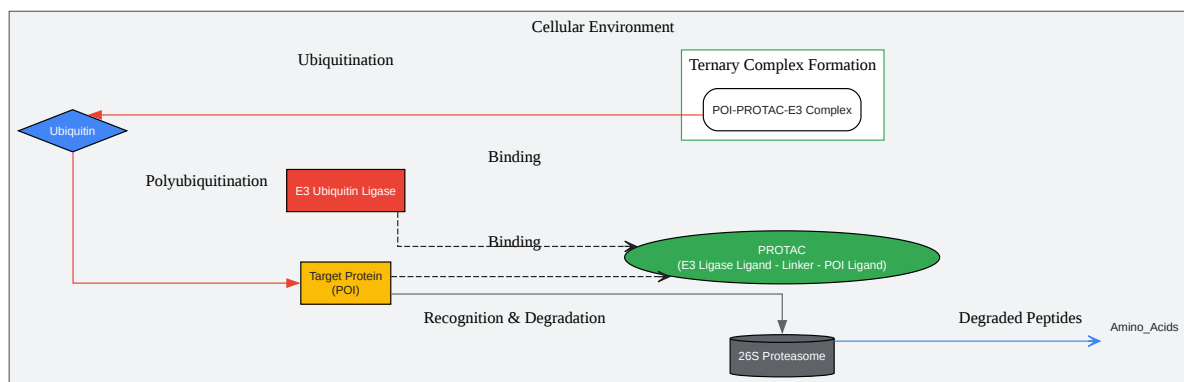 Cellular Environment
Ubiquitination
Ternary Complex Formation
POI-PROTAC-E3 Complex
Ubiquitin
Binding
Polyubiquitination
E3 Ubiquitin Ligase
Binding
PROTAC
(E3 Ligase Ligand - Linker - POI Ligand)
Target Protein
(POI)
Recognition & Degradation
Degraded Peptides
Amino_Acids
26S Proteasome